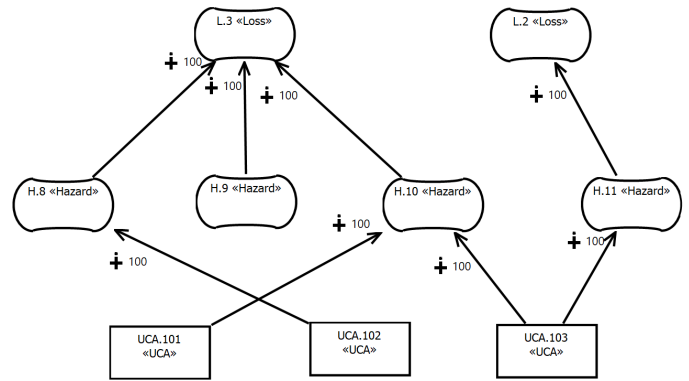 L.3 «Loss»
L.2 «Loss»
100
100
100
100
H.8 «Hazard»
H.9 «Hazard»
H.10 «Hazard»
H.11 «Hazard»
100
100
100
100
UCA.101
«UCA»
UCA.102
«UCA»
UCA.103
«UCA»